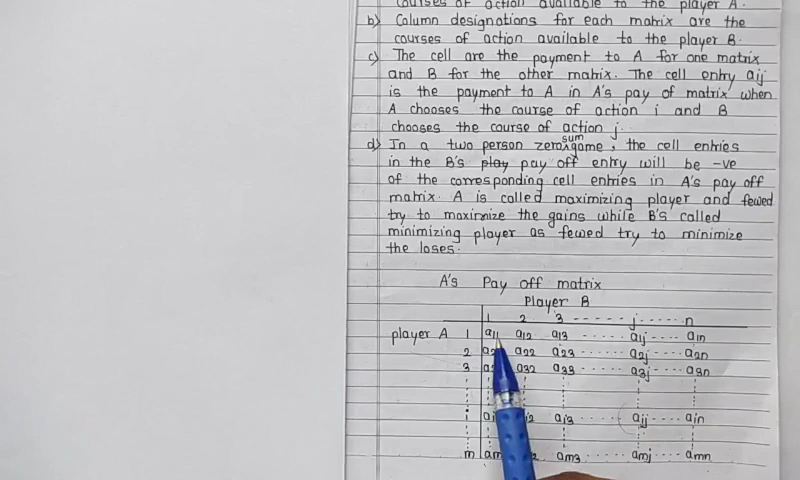 courses of action available to the player A.
b) Column designations for each matrix are the
courses of action available to the player B.
c) The cell are the payment to A for one matrix
and B for the other matrix. The cell entry aij
is the payment to A in A's pay of matrix when
A chooses the course of action i and B
chooses the course of action j.
d) In a two person zero sum game, the cell entries
in the B's play pay off entry will be -ve
of the corresponding cell entries in A's pay off
matrix. A is called maximizing player and fewed
try to maximize the gains while B's called
minimizing player as fewed try to minimize
the loses.
A's Pay off matrix
Player B
1 2 3 ------ j ------ n
player A 1 a11 a12 a13 ...... a1j .... a1n
2 a22 a23 ...... a2j .... a2n
3 a32 a33 ...... a3j .... a3n
i ai3 ...... aij .... ain
m am3 ...... amj .... amn